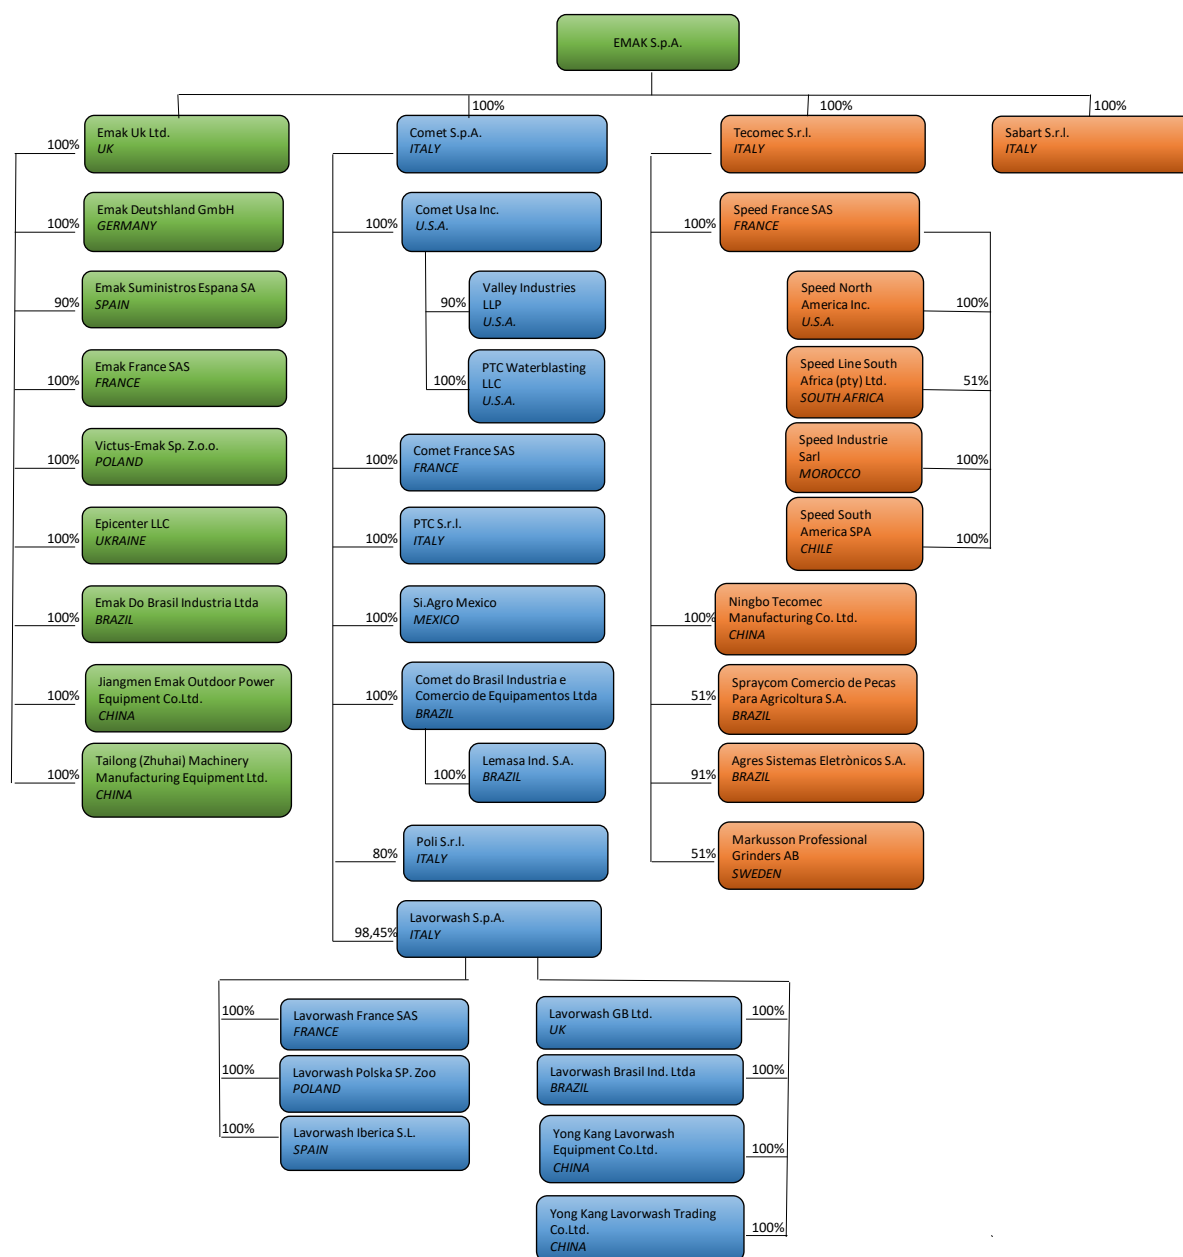 EMAK S.p.A.
100%
100%
100%
100%
Emak Uk Ltd.
UK
100%
Emak Deutshland GmbH
GERMANY
90%
Emak Suministros Espana SA
SPAIN
100%
Emak France SAS
FRANCE
100%
Victus-Emak Sp. Z.o.o.
POLAND
100%
Epicenter LLC
UKRAINE
100%
Emak Do Brasil Industria Ltda
BRAZIL
100%
Jiangmen Emak Outdoor Power
Equipment Co.Ltd.
CHINA
100%
Tailong (Zhuhai) Machinery
Manufacturing Equipment Ltd.
CHINA
Comet S.p.A.
ITALY
100%
Comet Usa Inc.
U.S.A.
90%
Valley Industries
LLP
U.S.A.
100%
PTC Waterblasting
LLC
U.S.A.
100%
Comet France SAS
FRANCE
100%
PTC S.r.l.
ITALY
100%
Si.Agro Mexico
MEXICO
100%
Comet do Brasil Industria e
Comercio de Equipamentos Ltda
BRAZIL
100%
Lemasa Ind. S.A.
BRAZIL
80%
Poli S.r.l.
ITALY
98,45%
Lavorwash S.p.A.
ITALY
100%
Lavorwash France SAS
FRANCE
100%
Lavorwash Polska SP. Zoo
POLAND
100%
Lavorwash Iberica S.L.
SPAIN
Lavorwash GB Ltd.
UK
100%
Lavorwash Brasil Ind. Ltda
BRAZIL
100%
Yong Kang Lavorwash
Equipment Co.Ltd.
CHINA
100%
Yong Kang Lavorwash Trading
Co.Ltd.
CHINA
100%
Tecomec S.r.l.
ITALY
100%
Speed France SAS
FRANCE
Speed North
America Inc.
U.S.A.
100%
Speed Line South
Africa (pty) Ltd.
SOUTH AFRICA
51%
Speed Industrie
Sarl
MOROCCO
100%
Speed South
America SPA
CHILE
100%
100%
Ningbo Tecomec
Manufacturing Co. Ltd.
CHINA
51%
Spraycom Comercio de Pecas
Para Agricoltura S.A.
BRAZIL
91%
Agres Sistemas Eletrònicos S.A.
BRAZIL
51%
Markusson Professional
Grinders AB
SWEDEN
Sabart S.r.l.
ITALY